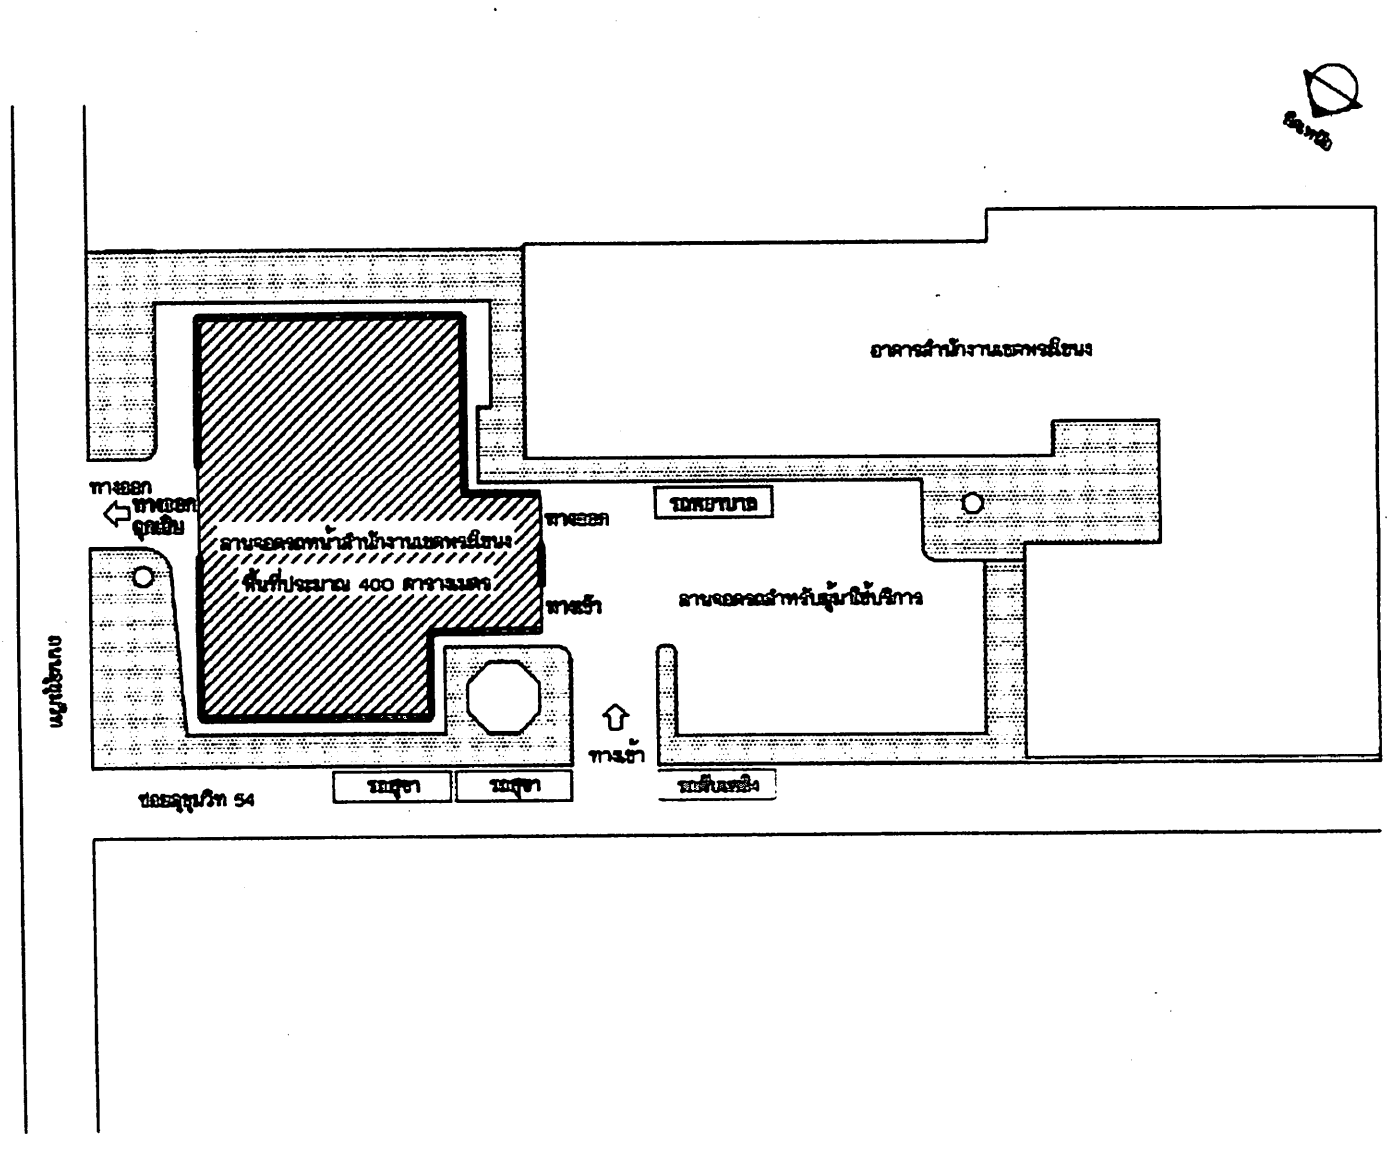 ทิศเหนือ
อาคารสำนักงานเขตพระโขนง
ทางออก
ทางออก
ฉุกเฉิน
รถพยาบาล
ทางออก
ลานจอดรถหน้าสำนักงานเขตพระโขนง
พื้นที่ประมาณ 400 ตารางเมตร
ทางเข้า
ลานจอดรถสำหรับผู้มาใช้บริการ
ถนนสุขุมวิท
ทางเข้า
รถสุขา
รถสุขา
รถดับเพลิง
ซอยสุขุมวิท 54